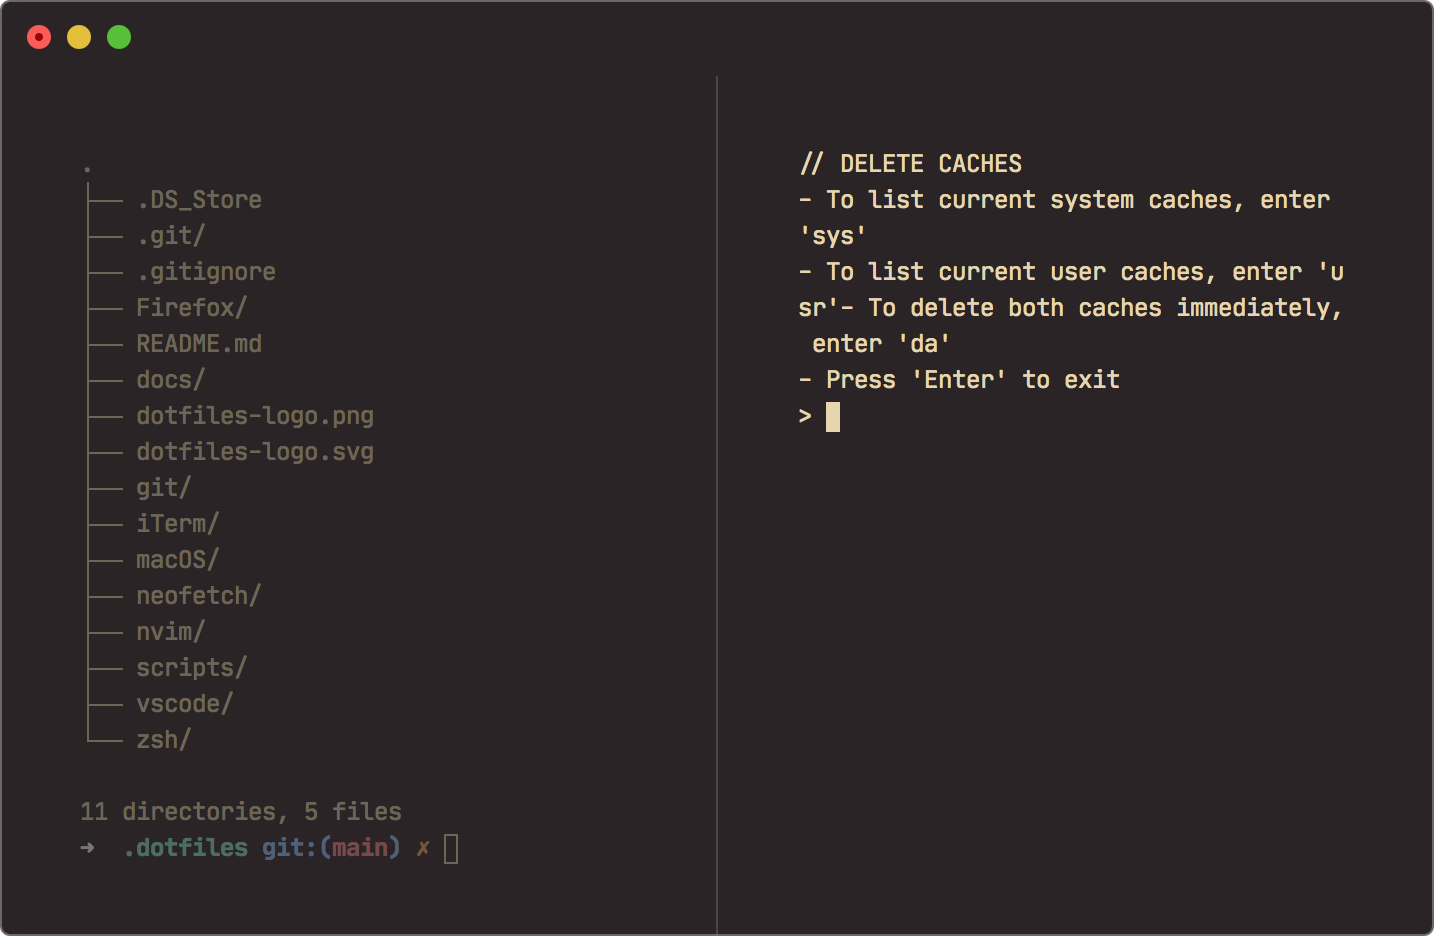 .
├── .DS_Store
├── .git/
├── .gitignore
├── Firefox/
├── README.md
├── docs/
├── dotfiles-logo.png
├── dotfiles-logo.svg
├── git/
├── iTerm/
├── macOS/
├── neofetch/
├── nvim/
├── scripts/
├── vscode/
└── zsh/

11 directories, 5 files
➜  .dotfiles git:(main) ✗
// DELETE CACHES
- To list current system caches, enter
'sys'
- To list current user caches, enter 'u
sr'- To delete both caches immediately,
 enter 'da'
- Press 'Enter' to exit
>